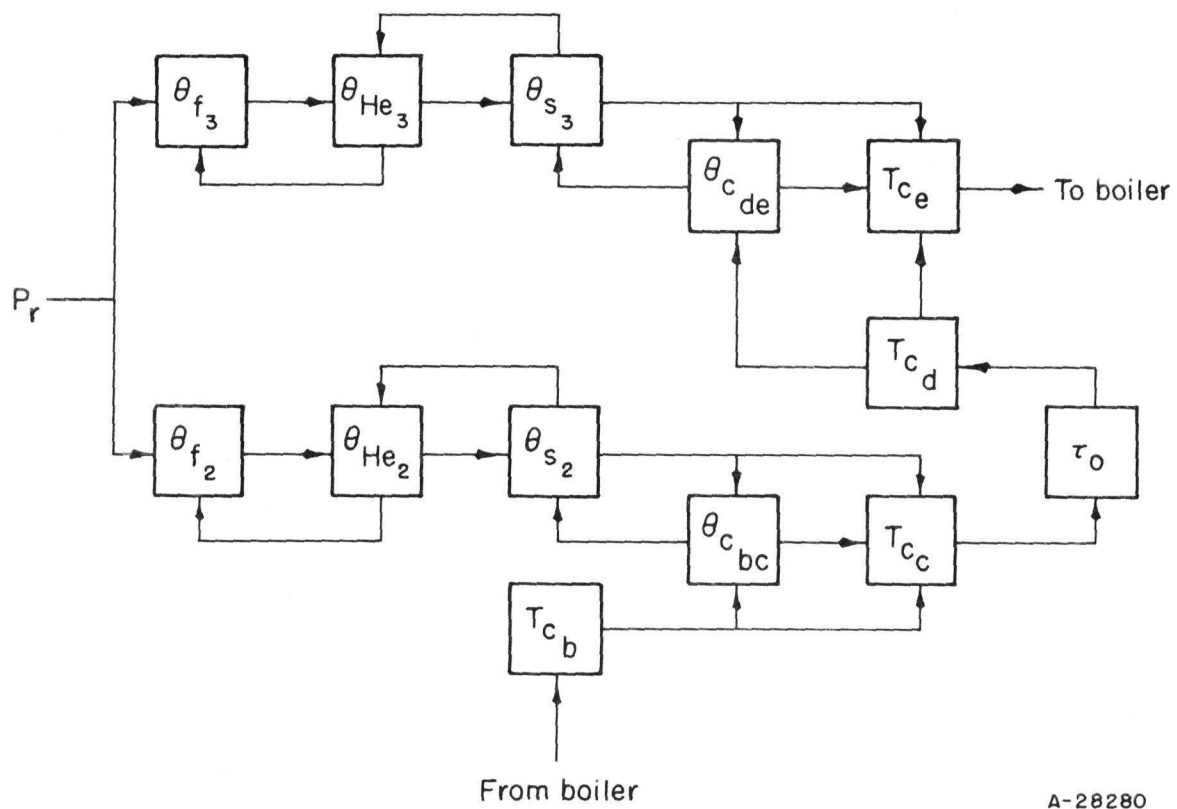 θf3
θHe3
θs3
θcde
Tce
To boiler
Pr
Tcd
θf2
θHe2
θs2
τo
θcbc
Tcc
Tcb
From boiler
A-28280